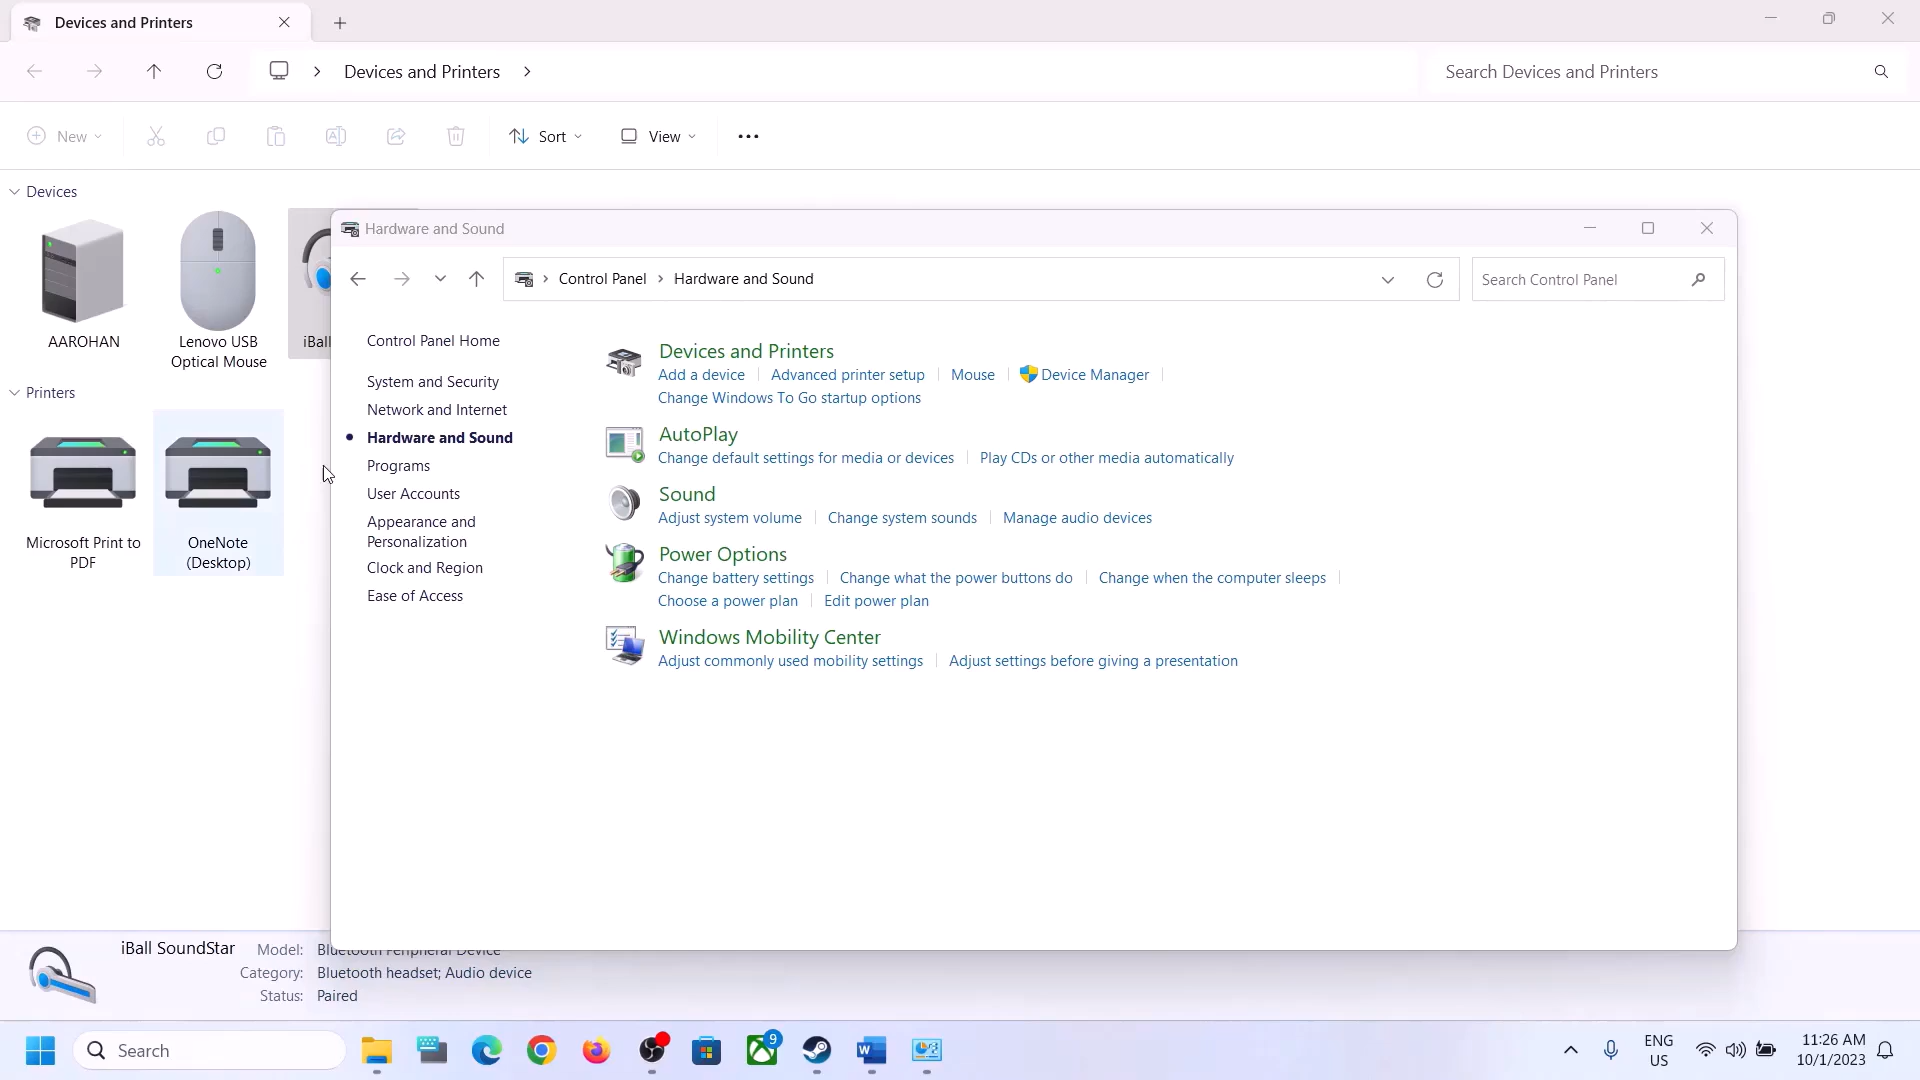 Devices and Printers
Devices and Printers
Search Devices and Printers
New
Sort
View
Devices
AAROHAN
Lenovo USB
Optical Mouse
iBall
Printers
Microsoft Print to
PDF
OneNote
(Desktop)
Hardware and Sound
Control Panel
Hardware and Sound
Search Control Panel
Control Panel Home
System and Security
Network and Internet
Hardware and Sound
Programs
User Accounts
Appearance and
Personalization
Clock and Region
Ease of Access
Devices and Printers
Add a device
Advanced printer setup
Mouse
Device Manager
Change Windows To Go startup options
AutoPlay
Change default settings for media or devices
Play CDs or other media automatically
Sound
Adjust system volume
Change system sounds
Manage audio devices
Power Options
Change battery settings
Change what the power buttons do
Change when the computer sleeps
Choose a power plan
Edit power plan
Windows Mobility Center
Adjust commonly used mobility settings
Adjust settings before giving a presentation
iBall SoundStar
Model: Bluetooth Peripheral Device
Category: Bluetooth headset; Audio device
Status: Paired
Search
9
ENG
US
11:26 AM
10/1/2023